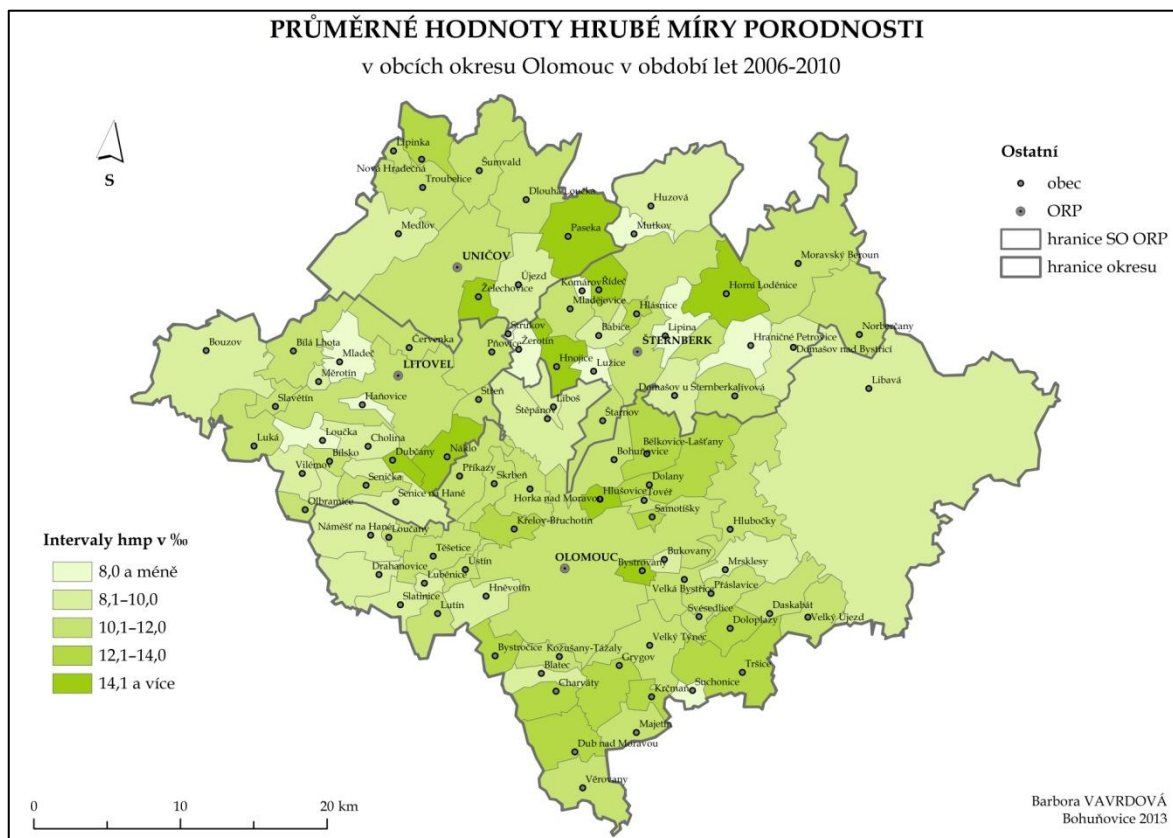 PRŮMĚRNÉ HODNOTY HRUBÉ MÍRY PORODNOSTI
v obcích okresu Olomouc v období let 2006-2010
S
Ostatní
obec
ORP
hranice SO ORP
hranice okresu
Lipinka
Nová Hradečná
Šumvald
Troubelice
Dlouhá Loučka
Huzová
Medlov
Paseka
Mutkov
UNIČOV
Moravský Beroun
Újezd
Komárov
Řídeč
Horní Loděnice
Želechovice
Mladějovice
Hlásnice
Strukov
Babice
Lipina
Norberčany
Bouzov
Bílá Lhota
Červenka
Pňovice
Žerotín
ŠTERNBERK
Hraničné Petrovice
Domašov nad Bystřicí
Mladeč
LITOVEL
Hnojice
Lužice
Měrotín
Libavá
Haňovice
Střeň
Domašov u Šternberka
Jívová
Slavětín
Liboš
Štěpánov
Štarnov
Loučka
Luká
Cholina
Bělkovice-Lašťany
Bílsko
Dubčany
Náklo
Bohuňovice
Vilémov
Příkazy
Skrbeň
Dolany
Senička
Horka nad Moravou
Hlušovice
Tovéř
Olbramice
Senice na Hané
Samotíšky
Náměšť na Hané
Loučany
Křelov-Břuchotín
Hlubočky
Těšetice
OLOMOUC
Bukovany
Drahanovice
Ústín
Bystrovany
Mrsklesy
Luběnice
Hněvotín
Velká Bystřice
Přáslavice
Slatinice
Lutín
Svésedlice
Daskabát
Velký Újezd
Doloplazy
Velký Týnec
Bystročice
Kožušany-Tážaly
Grygov
Blatec
Tršice
Charváty
Krčmaň
Suchonice
Majetín
Dub nad Moravou
Věrovany
Intervaly hmp v ‰
8,0 a méně
8,1–10,0
10,1–12,0
12,1–14,0
14,1 a více
0 10 20 km
Barbora VAVRDOVÁ
Bohuňovice 2013